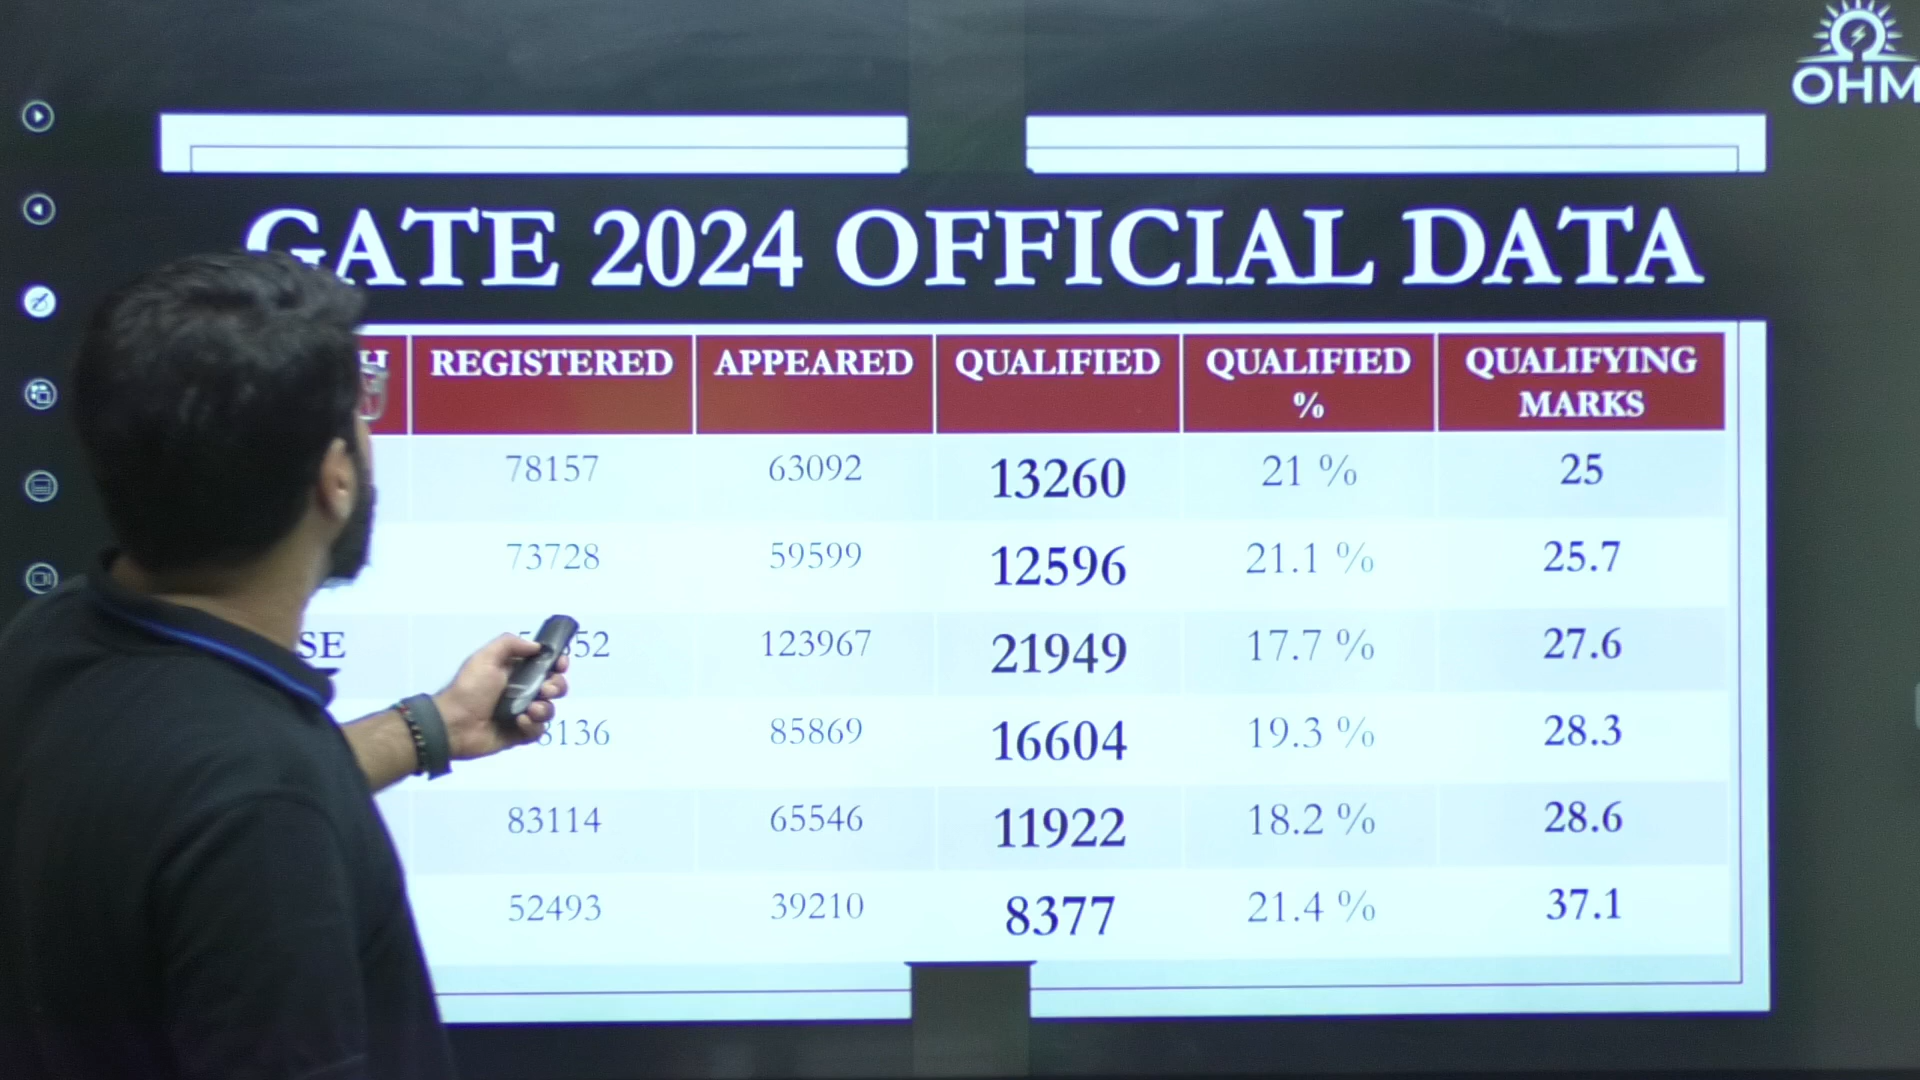 OHM
GATE 2024 OFFICIAL DATA
REGISTERED APPEARED QUALIFIED QUALIFIED % QUALIFYING MARKS
78157 63092 13260 21 % 25
73728 59599 12596 21.1 % 25.7
123967 21949 17.7 % 27.6
85869 16604 19.3 % 28.3
83114 65546 11922 18.2 % 28.6
52493 39210 8377 21.4 % 37.1